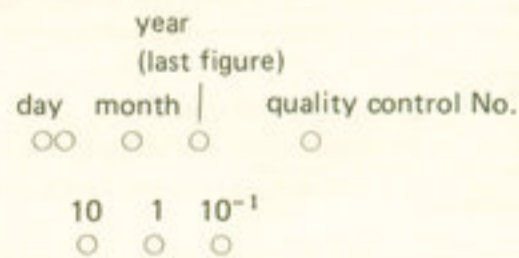 year
(last figure)
day month | quality control No.
○○ ○ ○ ○
10 1 10⁻¹
○ ○ ○